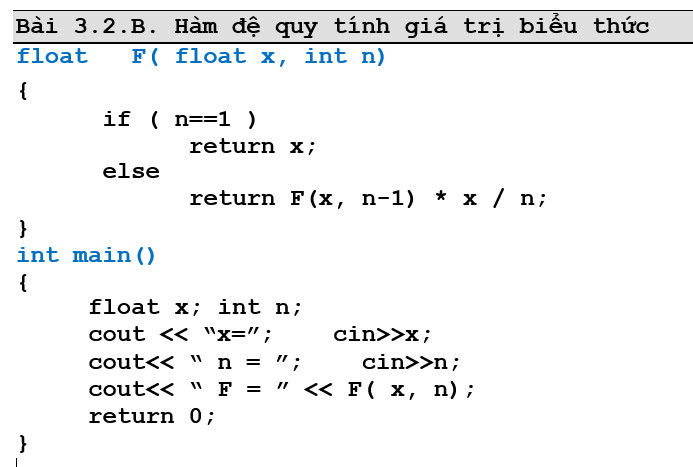 Bài 3.2.B. Hàm đệ quy tính giá trị biểu thức
float   F( float x, int n)
{
      if ( n==1 )
            return x;
      else
            return F(x, n-1) * x / n;
}
int main()
{
     float x; int n;
     cout << “x=”;    cin>>x;
     cout<< “ n = ”;    cin>>n;
     cout<< “ F = ” << F( x, n);
     return 0;
}